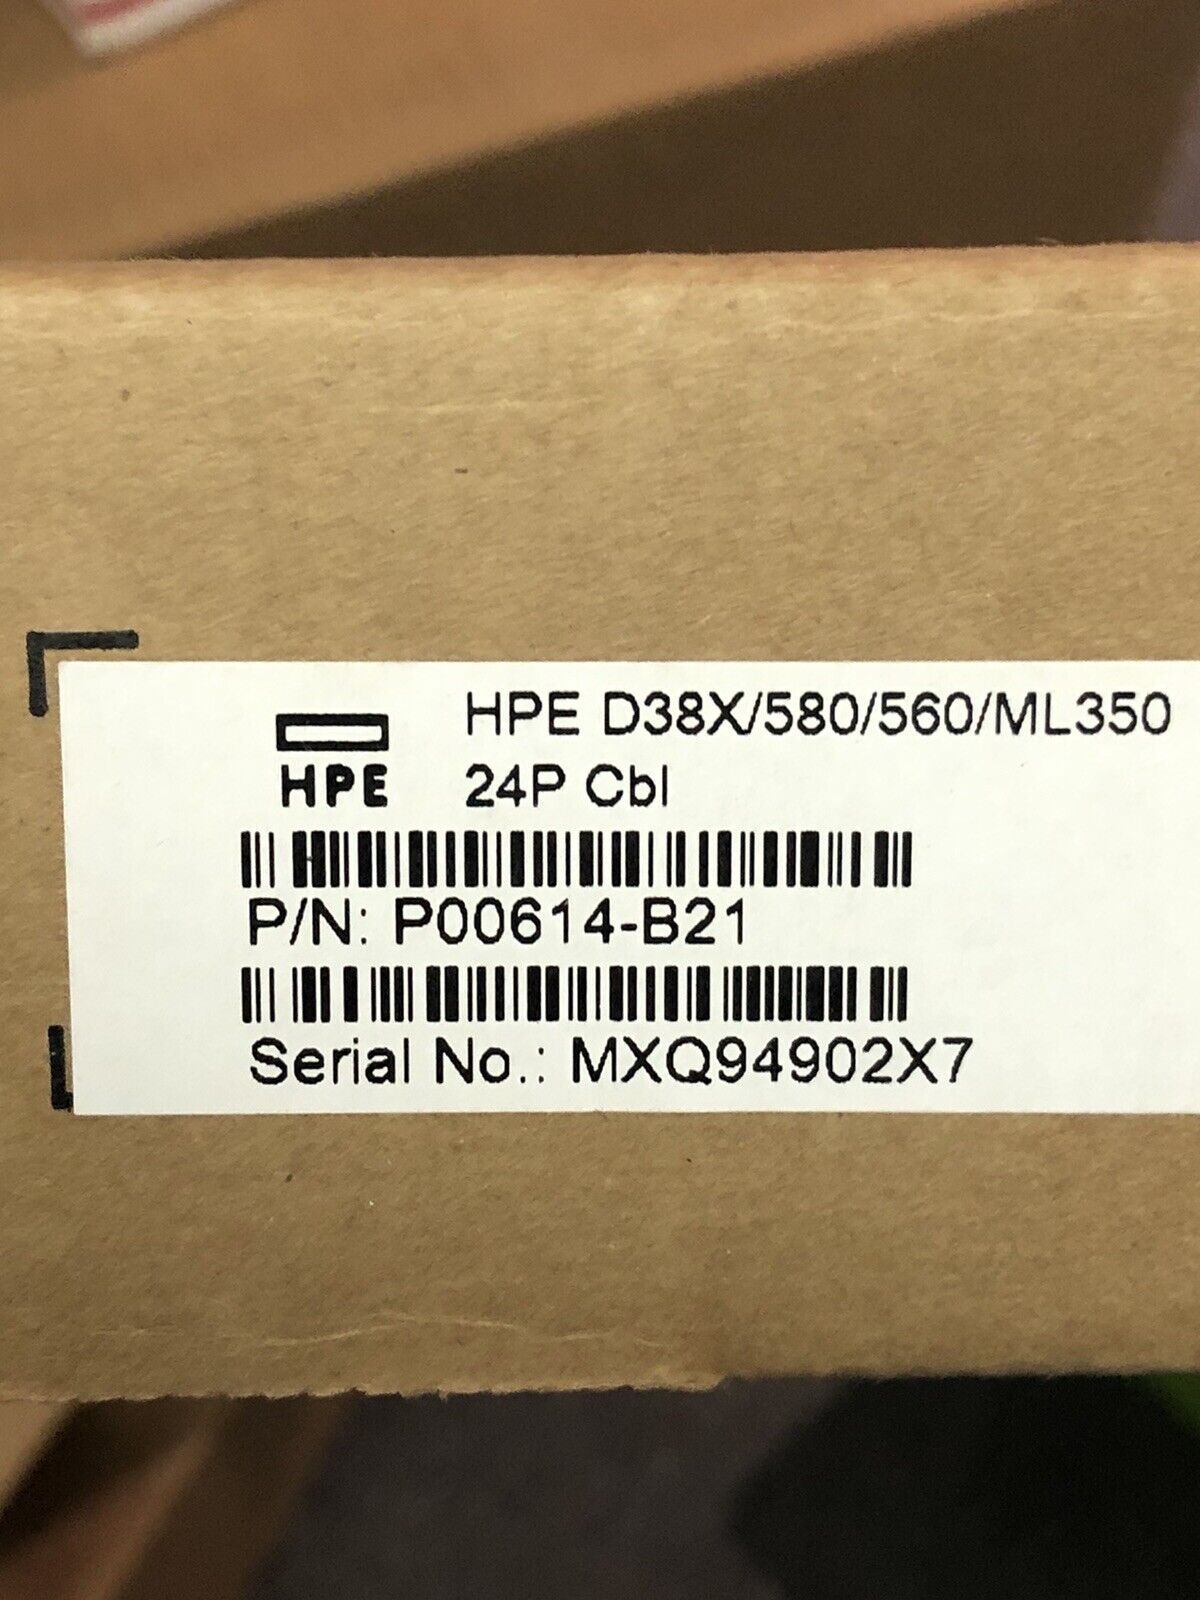 HPE
HPE D38X/580/560/ML350
24P Cbl
P/N: P00614-B21
Serial No.: MXQ94902X7